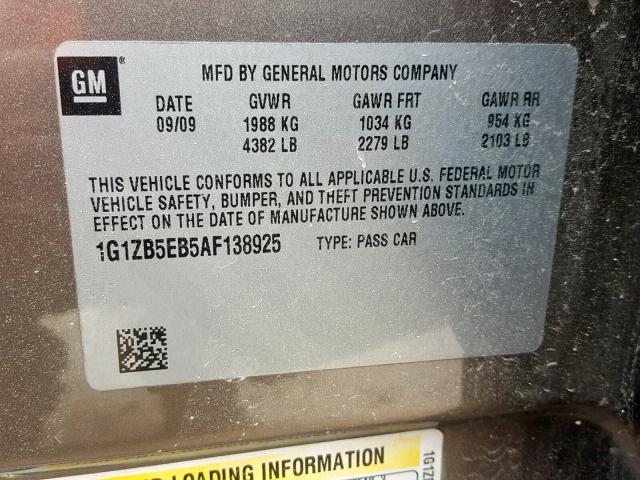 GM
MFD BY GENERAL MOTORS COMPANY
DATE GVWR GAWR FRT GAWR RR
09/09 1988 KG 1034 KG 954 KG
4382 LB 2279 LB 2103 LB
THIS VEHICLE CONFORMS TO ALL APPLICABLE U.S. FEDERAL MOTOR
VEHICLE SAFETY, BUMPER, AND THEFT PREVENTION STANDARDS IN
EFFECT ON THE DATE OF MANUFACTURE SHOWN ABOVE.
1G1ZB5EB5AF138925 TYPE: PASS CAR
LOADING INFORMATION
1G1Z